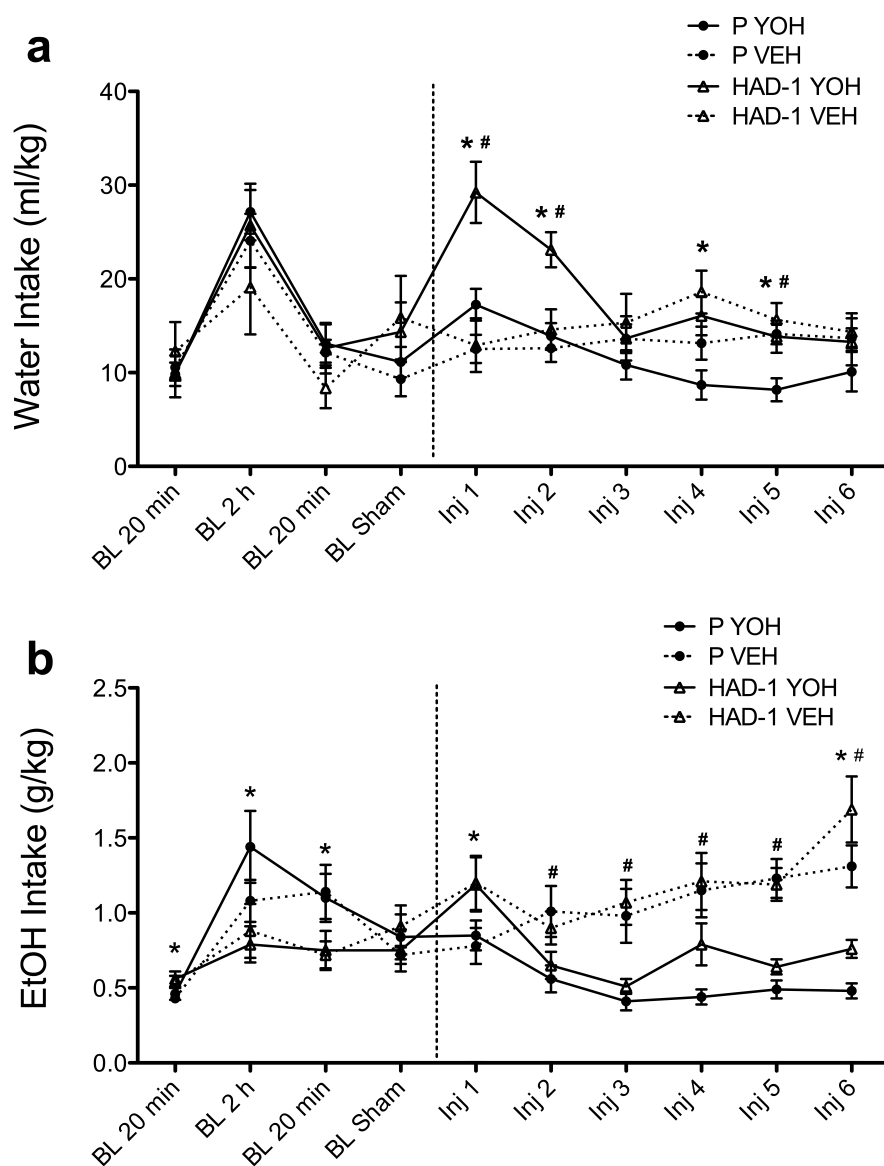 a
P YOH
P VEH
HAD-1 YOH
HAD-1 VEH
Water Intake (ml/kg)
40
30
20
10
0
* #
* #
*
* #
BL 20 min
BL 2 h
BL 20 min
BL Sham
Inj 1
Inj 2
Inj 3
Inj 4
Inj 5
Inj 6
b
P YOH
P VEH
HAD-1 YOH
HAD-1 VEH
EtOH Intake (g/kg)
2.5
2.0
1.5
1.0
0.5
0.0
*
*
*
*
#
#
#
#
* #
BL 20 min
BL 2 h
BL 20 min
BL Sham
Inj 1
Inj 2
Inj 3
Inj 4
Inj 5
Inj 6